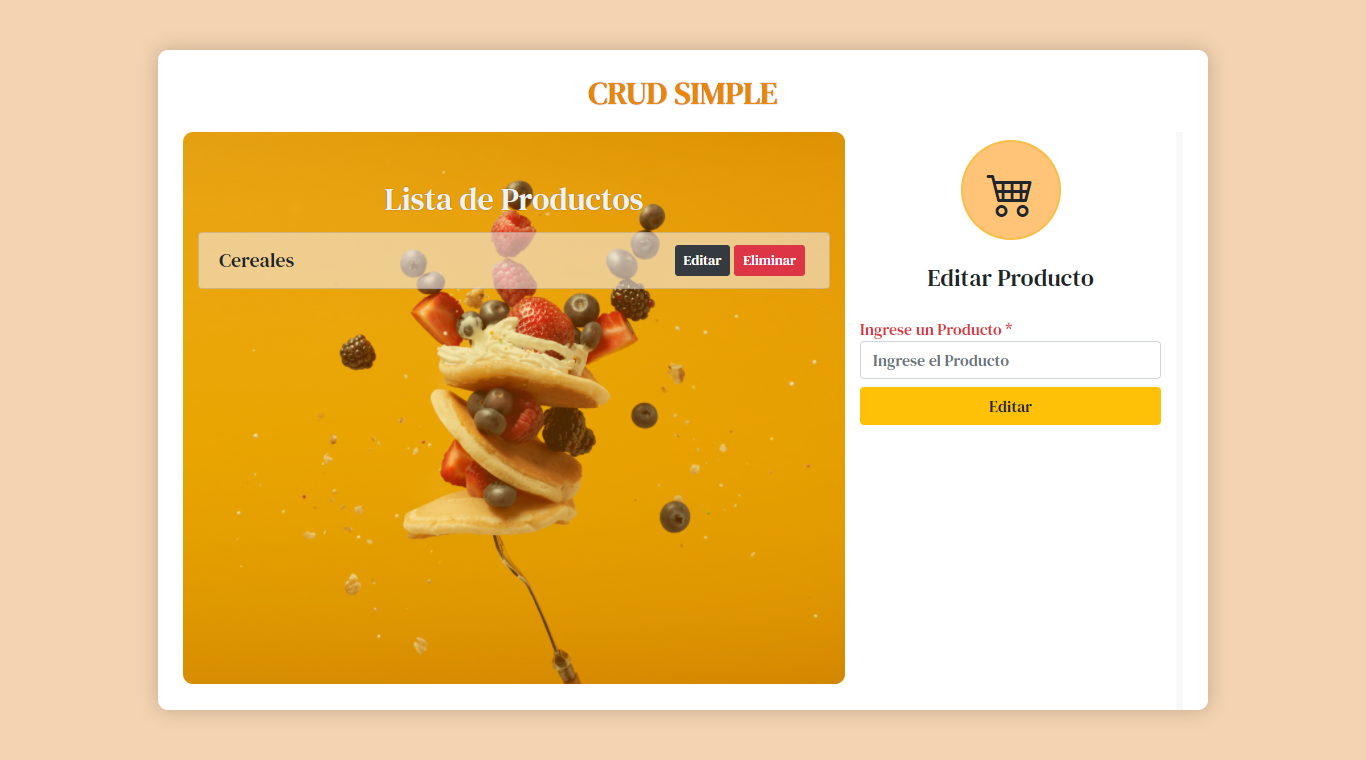 CRUD SIMPLE
Lista de Productos
Cereales
Editar
Eliminar
Editar Producto
Ingrese un Producto *
Ingrese el Producto
Editar